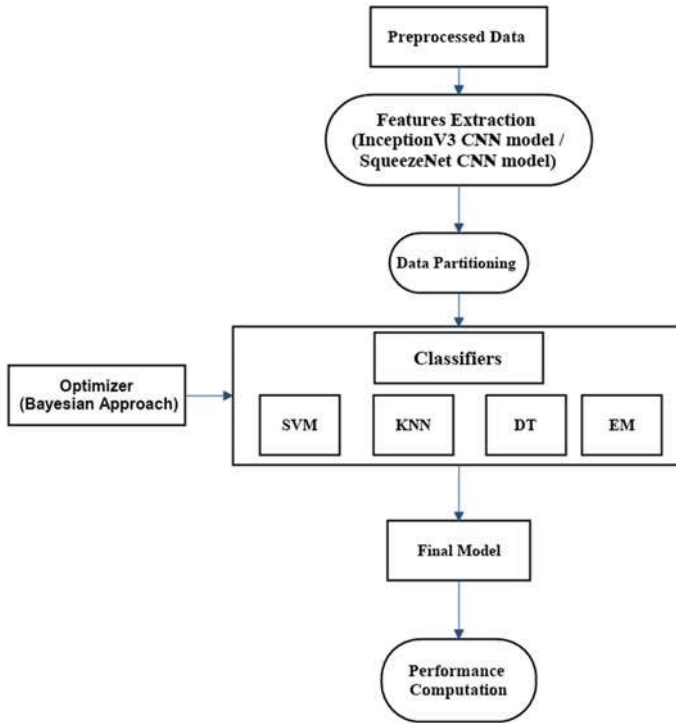 Preprocessed Data
Features Extraction
(InceptionV3 CNN model /
SqueezeNet CNN model)
Data Partitioning
Classifiers
Optimizer
(Bayesian Approach)
SVM
KNN
DT
EM
Final Model
Performance
Computation